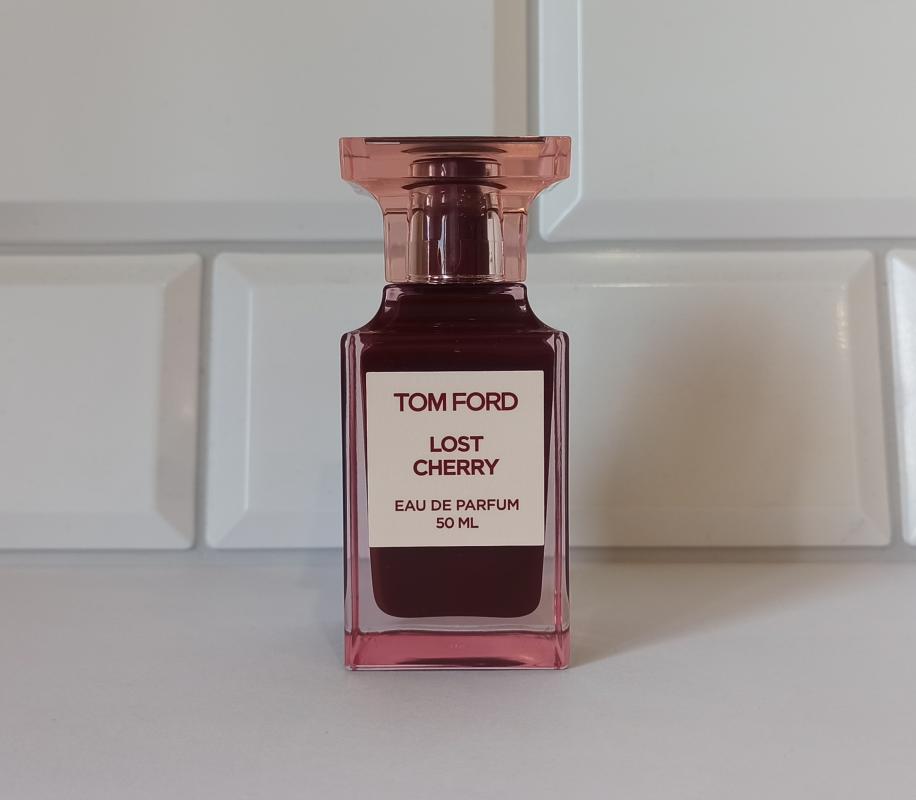 TOM FORD
LOST
CHERRY
EAU DE PARFUM
50 ML